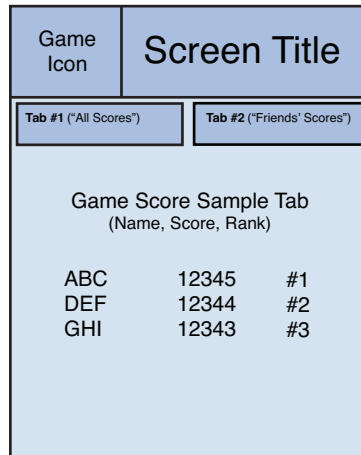 Game
Icon
Screen Title
Tab #1 ("All Scores")
Tab #2 ("Friends' Scores")
Game Score Sample Tab
(Name, Score, Rank)
ABC 12345 #1
DEF 12344 #2
GHI 12343 #3